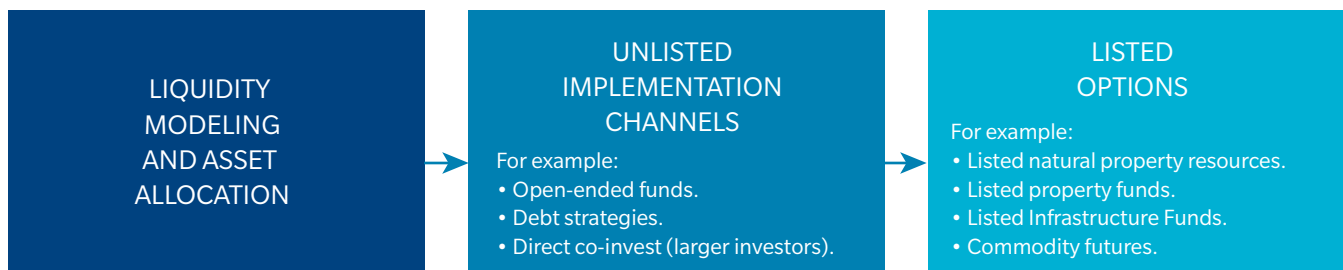 LIQUIDITY
MODELING
AND ASSET
ALLOCATION
UNLISTED
IMPLEMENTATION
CHANNELS
For example:
• Open-ended funds.
• Debt strategies.
• Direct co-invest (larger investors).
LISTED
OPTIONS
For example:
• Listed natural property resources.
• Listed property funds.
• Listed Infrastructure Funds.
• Commodity futures.